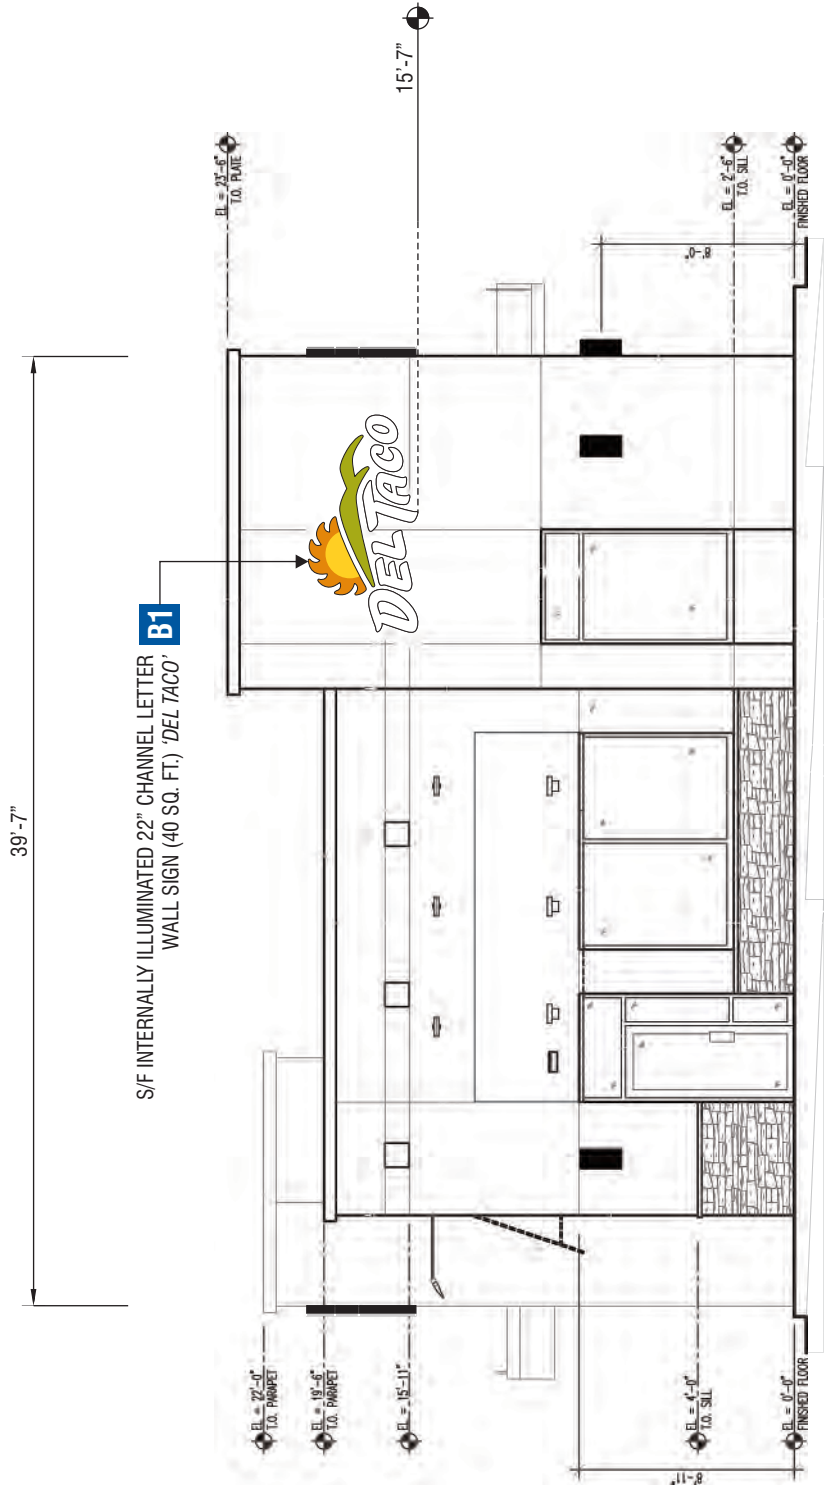 39'-7"
S/F INTERNALLY ILLUMINATED 22" CHANNEL LETTER
WALL SIGN (40 SQ. FT.) 'DEL TACO'
B1
15'-7"
EL = 22'-0"
T.O. PARAPET
EL = 19'-6"
T.O. PARAPET
EL = 15'-11"
EL = 4'-0"
T.O. SILL
EL = 0'-0"
FINISHED FLOOR
8'-11"
DEL TACO
EL = 23'-6"
T.O. PLATE
EL = 2'-6"
T.O. SILL
EL = 0'-0"
FINISHED FLOOR
8'-0"